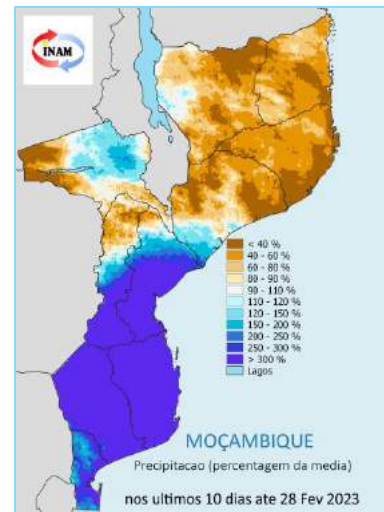 INAM
< 40 %
40 - 60 %
60 - 80 %
80 - 90 %
90 - 110 %
110 - 120 %
120 - 150 %
150 - 200 %
200 - 250 %
250 - 300 %
> 300 %
Lagos
MOÇAMBIQUE
Precipitacao (percentagem da media)
nos ultimos 10 dias ate 28 Fev 2023